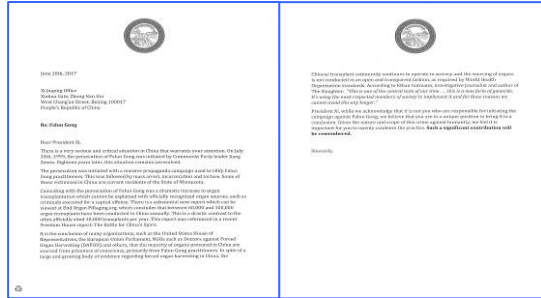 June 20th, 2017
Xi Jinping Office
Xinhua Gate, Zhong Nan Hai
West Chang'an Street, Beijing 100017
People's Republic of China
Re: Falun Gong
Dear President Xi,
There is a very serious and critical situation in China that warrants your attention. On July
20th, 1999, the persecution of Falun Gong was initiated by Communist Party leader Jiang
Zemin. Eighteen years later, this situation remains unresolved.
The persecution was initiated with a massive propaganda campaign used to vilify Falun
Gong practitioners. This was followed by mass arrest, incarceration and torture. Some of
those victimized in China are current residents of the State of Minnesota.
Coinciding with the persecution of Falun Gong was a dramatic increase in organ
transplantation which cannot be explained with officially recognized organ sources, such as
criminals executed for a capital offense. There is a substantial new report which can be
viewed at End Organ Pillaging.org, which concludes that between 60,000 and 100,000
organ transplants have been conducted in China annually. This is a drastic contrast to the
often officially cited 10,000 transplants per year. This report was referenced in a recent
Freedom House report: The Battle for China's Spirit.
It is the conclusion of many organizations, such as the United States House of
Representatives, the European Union Parliament, NGOs such as Doctors against Forced
Organ Harvesting (DAFOH) and others, that the majority of organs procured in China are
sourced from prisoners of conscience, primarily from Falun Gong practitioners. In spite of a
large and growing body of evidence regarding forced organ harvesting in China, the
Chinese transplant community continues to operate in secrecy and the sourcing of organs
is not conducted in an open and transparent fashion, as required by World Health
Organization standards. According to Ethan Gutmann, investigative journalist and author of
The Slaughter: "This is one of the
It's using the most respected members of society to implement it and for these reasons we
cannot avoid this any longer."
President Xi, while we acknowledge that it is not you who are responsible for initiating the
campaign against Falun Gong, we believe that you are in a unique position to bring it to a
conclusion. Given the nature and scope of this crime against humanity, we feel it is
important for you to openly condemn the practice. Such a significant contribution will
be remembered.
Sincerely,